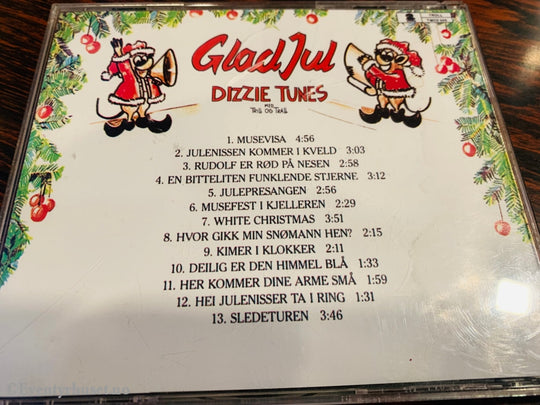 Glad Jul
DIZZIE TUNES
MED
TRIS OG TRALL
1. MUSEVISA 4:56
2. JULENISSEN KOMMER I KVELD 3:03
3. RUDOLF ER RØD PÅ NESEN 2:58
4. EN BITTELITEN FUNKLENDE STJERNE 3:12
5. JULEPRESANGEN 2:56
6. MUSEFEST I KJELLEREN 2:29
7. WHITE CHRISTMAS 3:51
8. HVOR GIKK MIN SNØMANN HEN? 2:15
9. KIMER I KLOKKER 2:11
10. DEILIG ER DEN HIMMEL BLÅ 1:33
11. HER KOMMER DINE ARME SMÅ 1:59
12. HEI JULENISSER TA I RING 1:31
13. SLEDETUREN 3:46
© Eventyrhuset.no